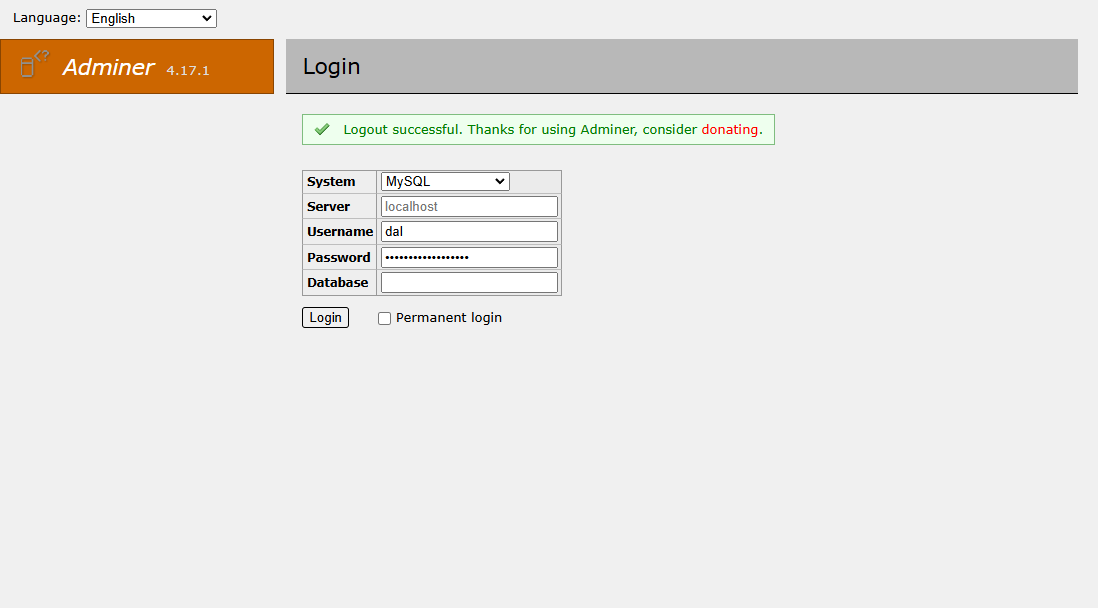 Language: English
Adminer 4.17.1
Login
Logout successful. Thanks for using Adminer, consider donating.
System MySQL
Server localhost
Username dal
Password ••••••••••••••••••
Database
Login Permanent login